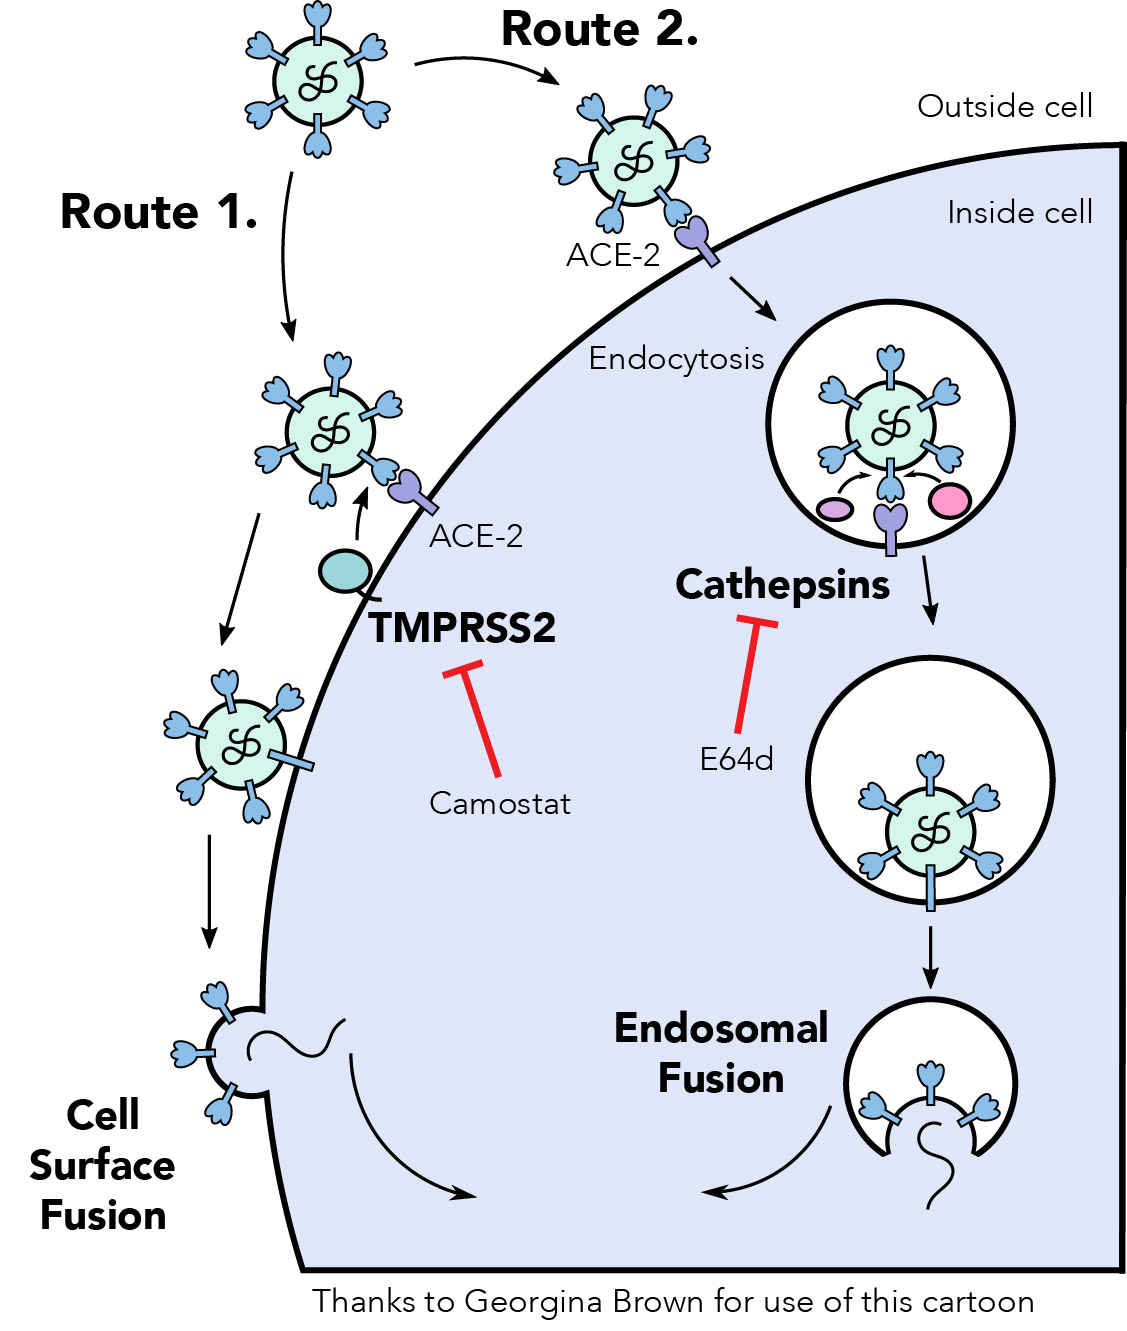 Route 2.
Outside cell
Route 1.
Inside cell
ACE-2
Endocytosis
ACE-2
Cathepsins
TMPRSS2
E64d
Camostat
Endosomal
Fusion
Cell
Surface
Fusion
Thanks to Georgina Brown for use of this cartoon